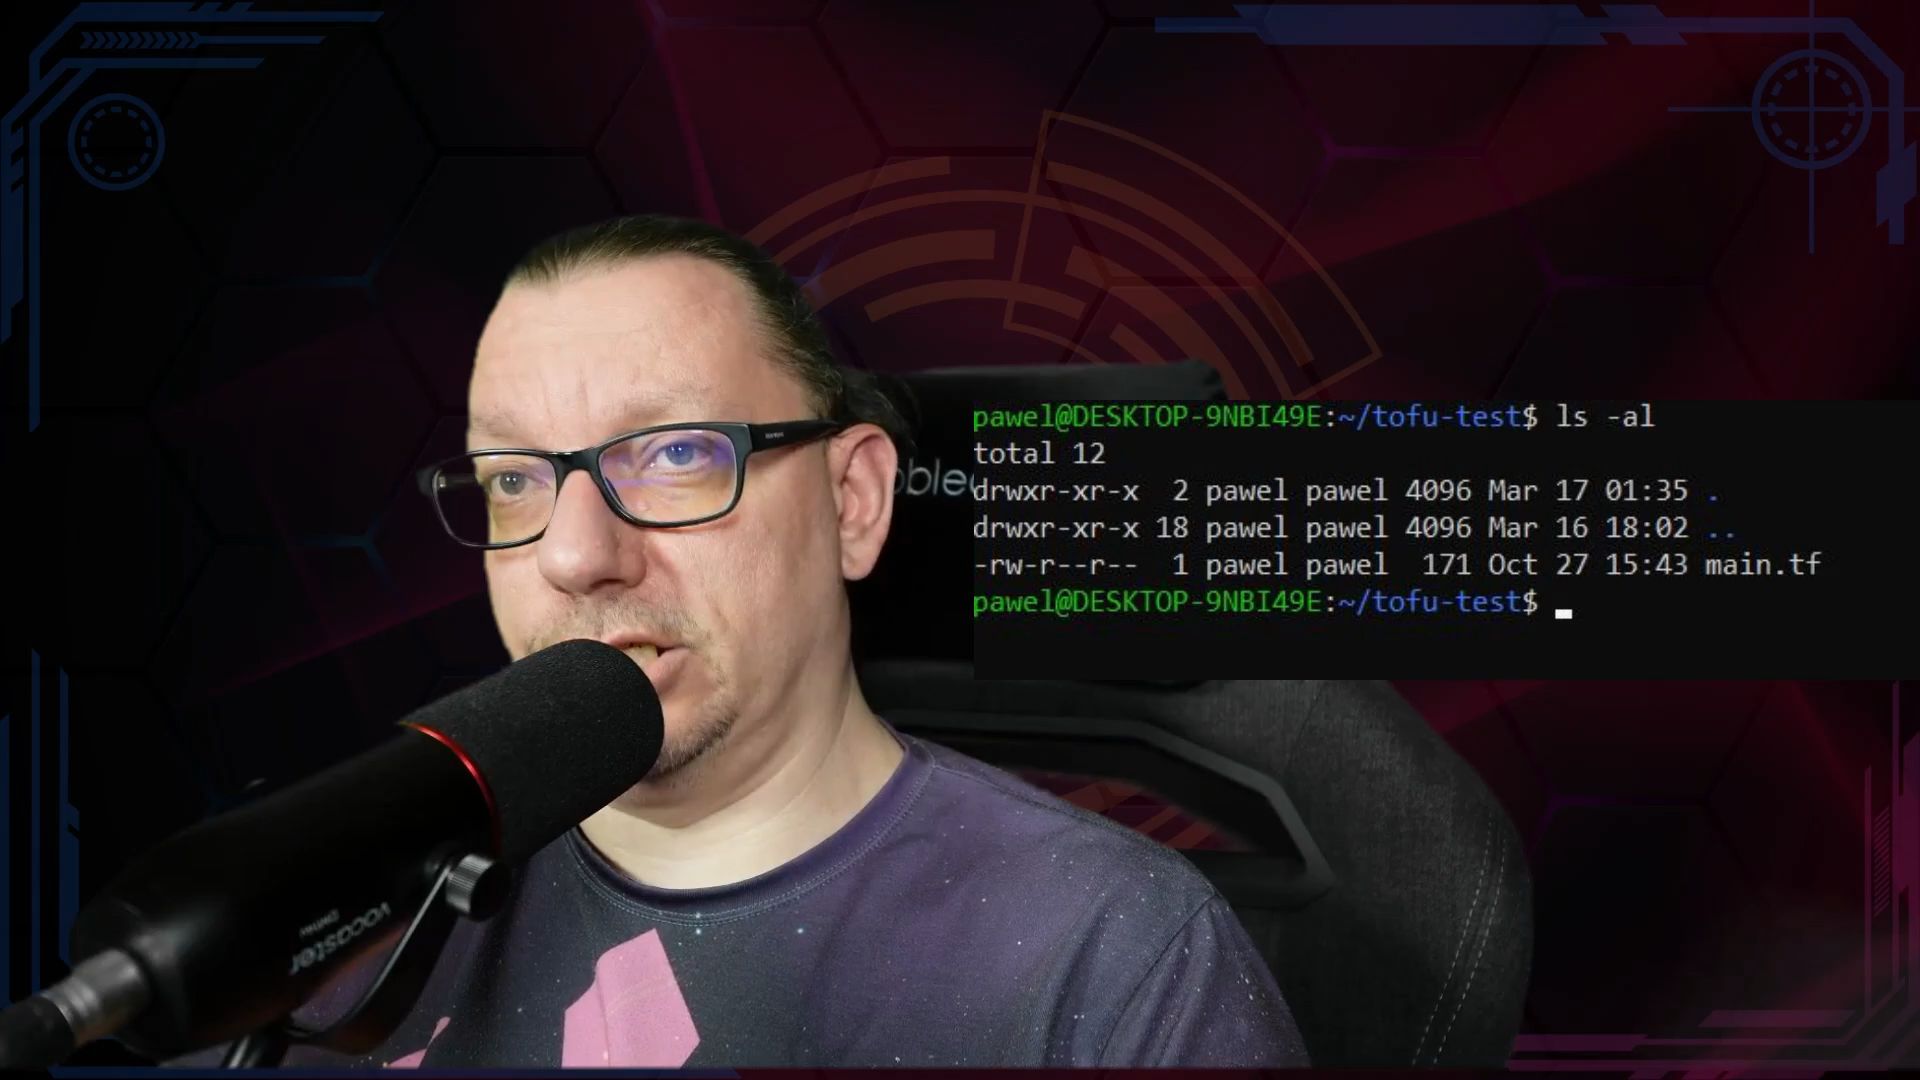 pawel@DESKTOP-9NBI49E:~/tofu-test$ ls -al
total 12
drwxr-xr-x  2 pawel pawel 4096 Mar 17 01:35 .
drwxr-xr-x 18 pawel pawel 4096 Mar 16 18:02 ..
-rw-r--r--  1 pawel pawel  171 Oct 27 15:43 main.tf
pawel@DESKTOP-9NBI49E:~/tofu-test$
vocaster